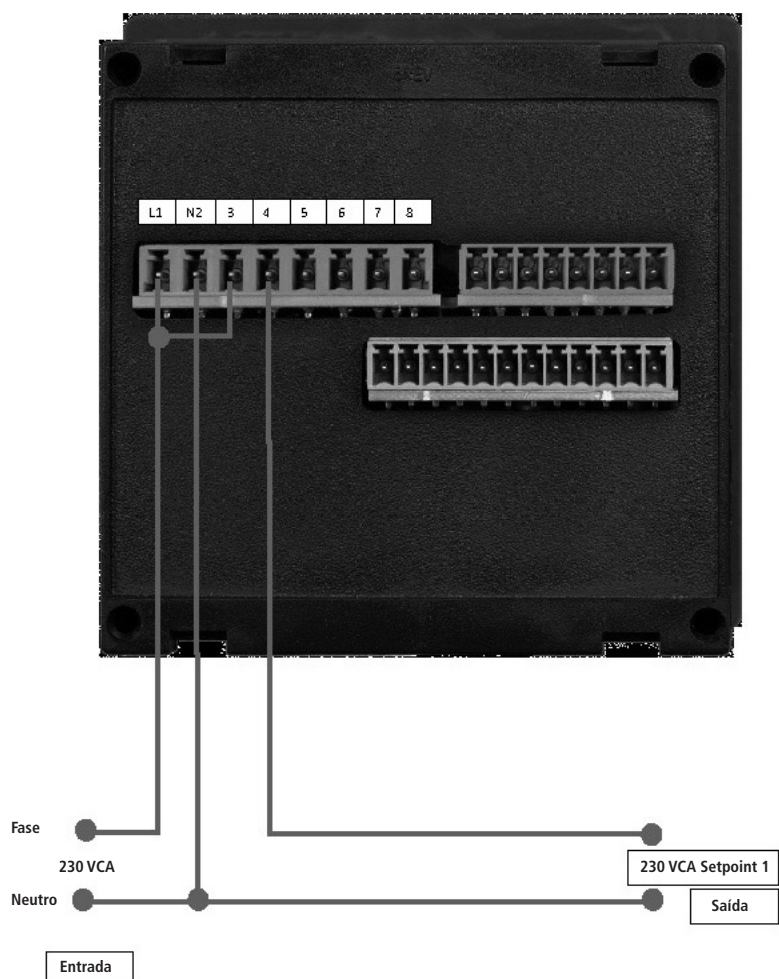 L1 N2 3 4 5 6 7 8
Fase
230 VCA
230 VCA Setpoint 1
Neutro
Saída
Entrada